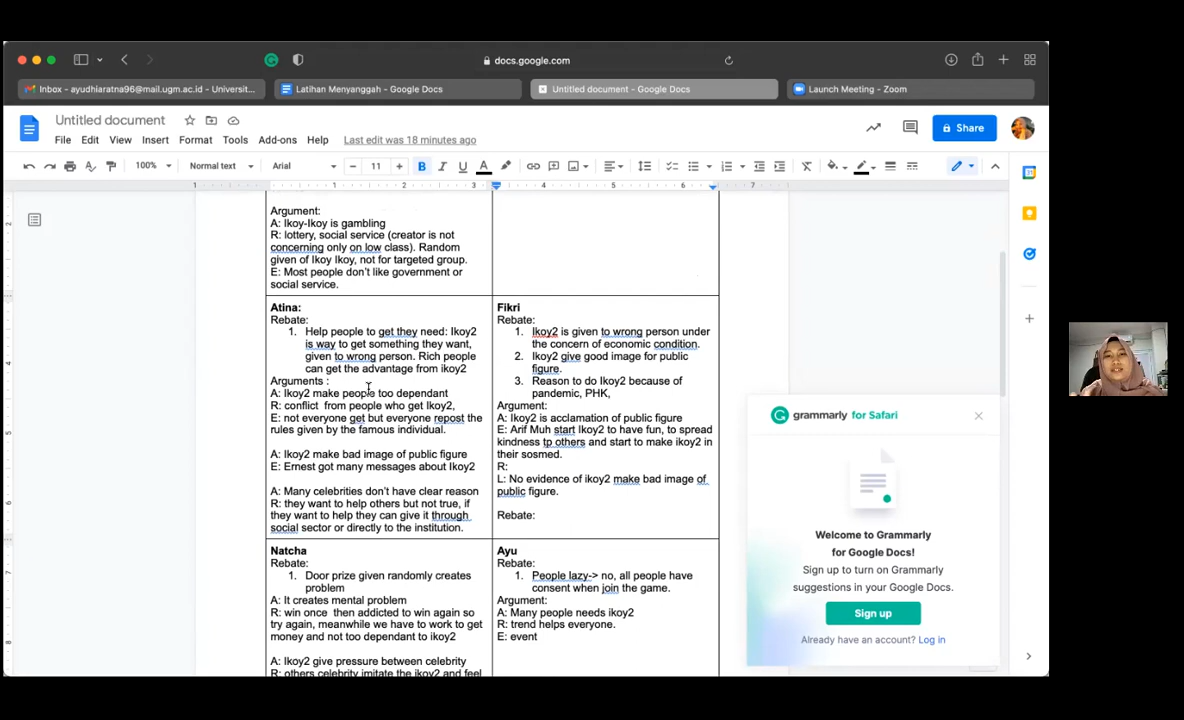 docs.google.com
Inbox - ayudhiaratna96@mail.ugm.ac.id - Universit...
Latihan Menyanggah - Google Docs
Untitled document - Google Docs
Launch Meeting - Zoom
Untitled document
File Edit View Insert Format Tools Add-ons Help Last edit was 18 minutes ago
Share
100% Normal text Arial 11 B I U A
1 1 2 3 4 5 6 7
Argument:
A: Ikoy-Ikoy is gambling
R: lottery, social service (creator is not
concerning only on low class). Random
given of Ikoy Ikoy, not for targeted group.
E: Most people don't like government or
social service.
Atina:
Rebate:
1. Help people to get they need: Ikoy2
is way to get something they want,
given to wrong person. Rich people
can get the advantage from ikoy2
Arguments :
A: Ikoy2 make people too dependant
R: conflict from people who get Ikoy2,
E: not everyone get but everyone repost the
rules given by the famous individual.
A: Ikoy2 make bad image of public figure
E: Ernest got many messages about Ikoy2
A: Many celebrities don't have clear reason
R: they want to help others but not true, if
they want to help they can give it through
social sector or directly to the institution.
Fikri
Rebate:
1. Ikoy2 is given to wrong person under
the concern of economic condition.
2. Ikoy2 give good image for public
figure.
3. Reason to do Ikoy2 because of
pandemic, PHK,
Argument:
A: Ikoy2 is acclamation of public figure
E: Arif Muh start Ikoy2 to have fun, to spread
kindness tp others and start to make ikoy2 in
their sosmed.
R:
L: No evidence of ikoy2 make bad image of
public figure.
Rebate:
Natcha
Rebate:
1. Door prize given randomly creates
problem
A: It creates mental problem
R: win once then addicted to win again so
try again, meanwhile we have to work to get
money and not too dependent to ikoy2
A: Ikoy2 give pressure between celebrity
R: others celebrity imitate the ikoy2 and feel
Ayu
Rebate:
1. People lazy-> no, all people have
consent when join the game.
Argument:
A: Many people needs ikoy2
R: trend helps everyone.
E: event
grammarly for Safari
Welcome to Grammarly
for Google Docs!
Sign up to turn on Grammarly
suggestions in your Google Docs.
Sign up
Already have an account? Log in